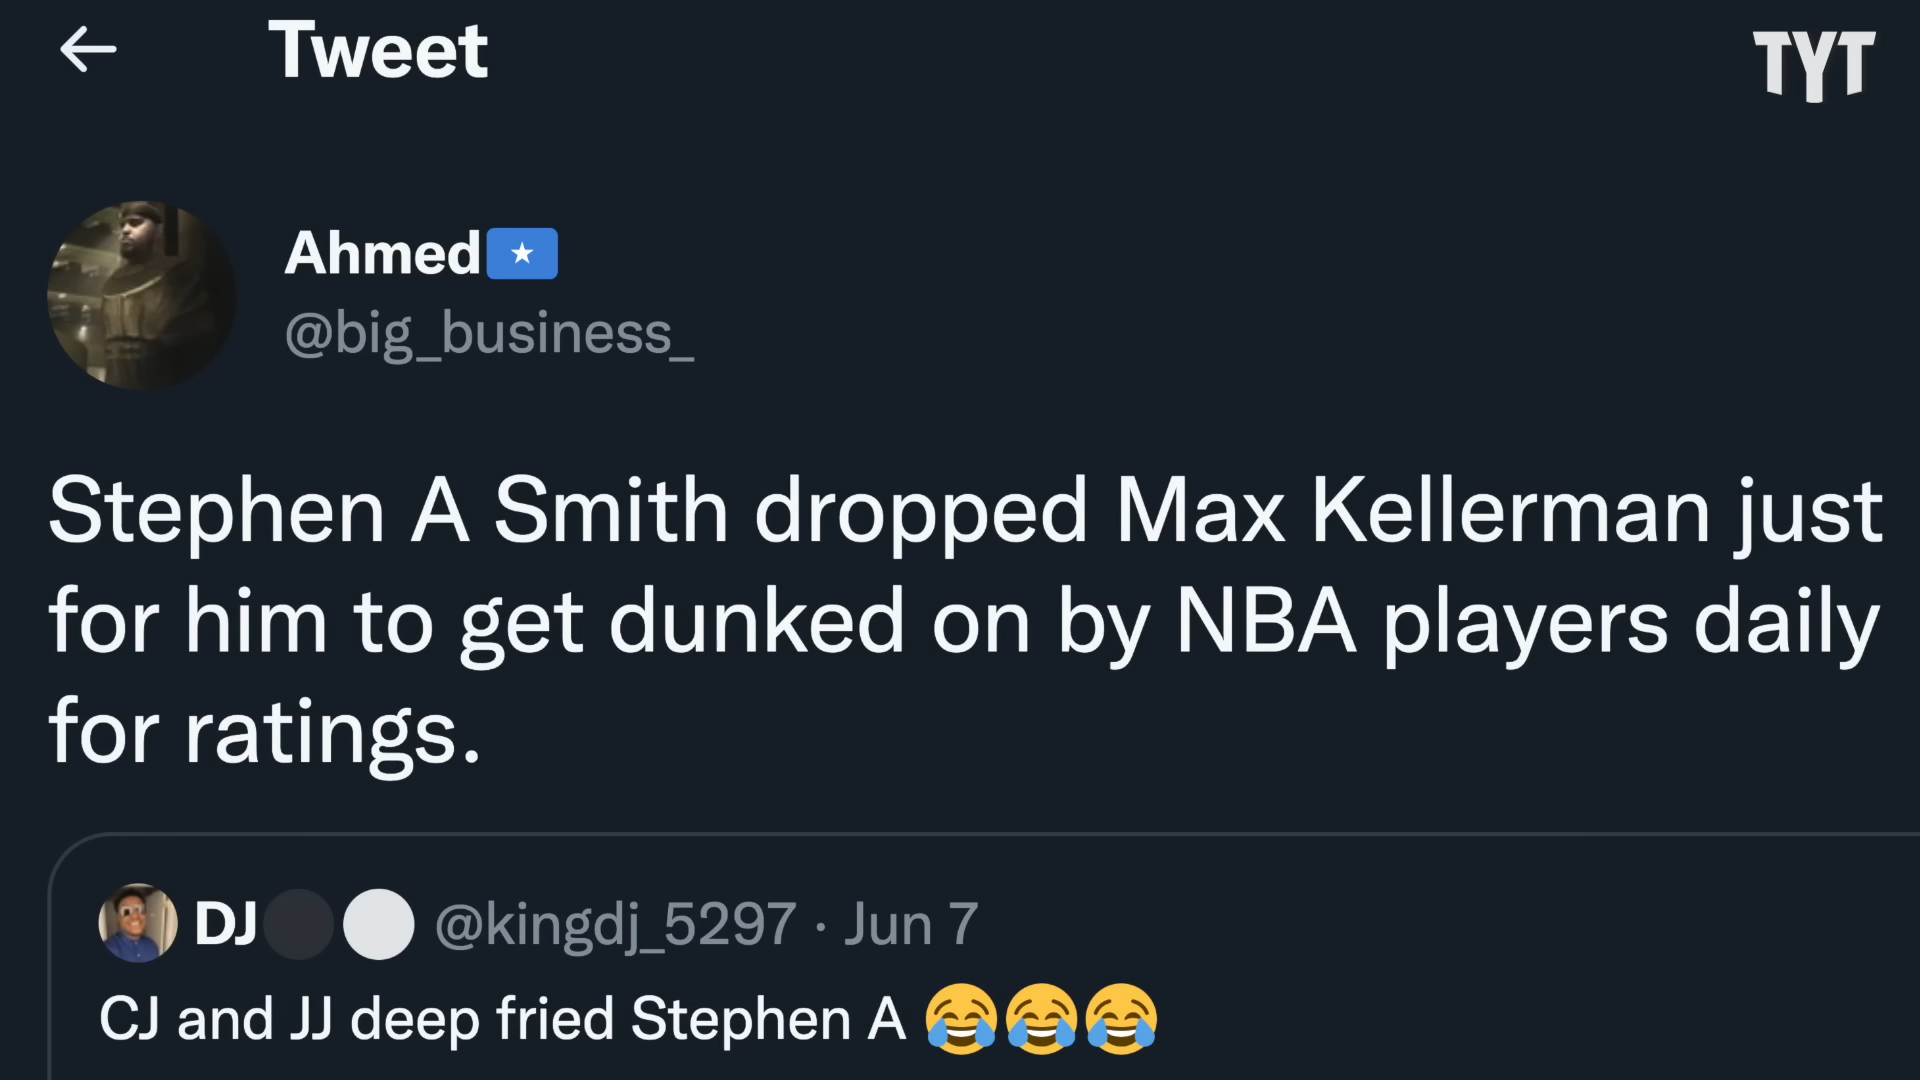 Tweet
TYT
Ahmed
@big_business_
Stephen A Smith dropped Max Kellerman just
for him to get dunked on by NBA players daily
for ratings.
DJ @kingdj_5297 · Jun 7
CJ and JJ deep fried Stephen A 😂😂😂